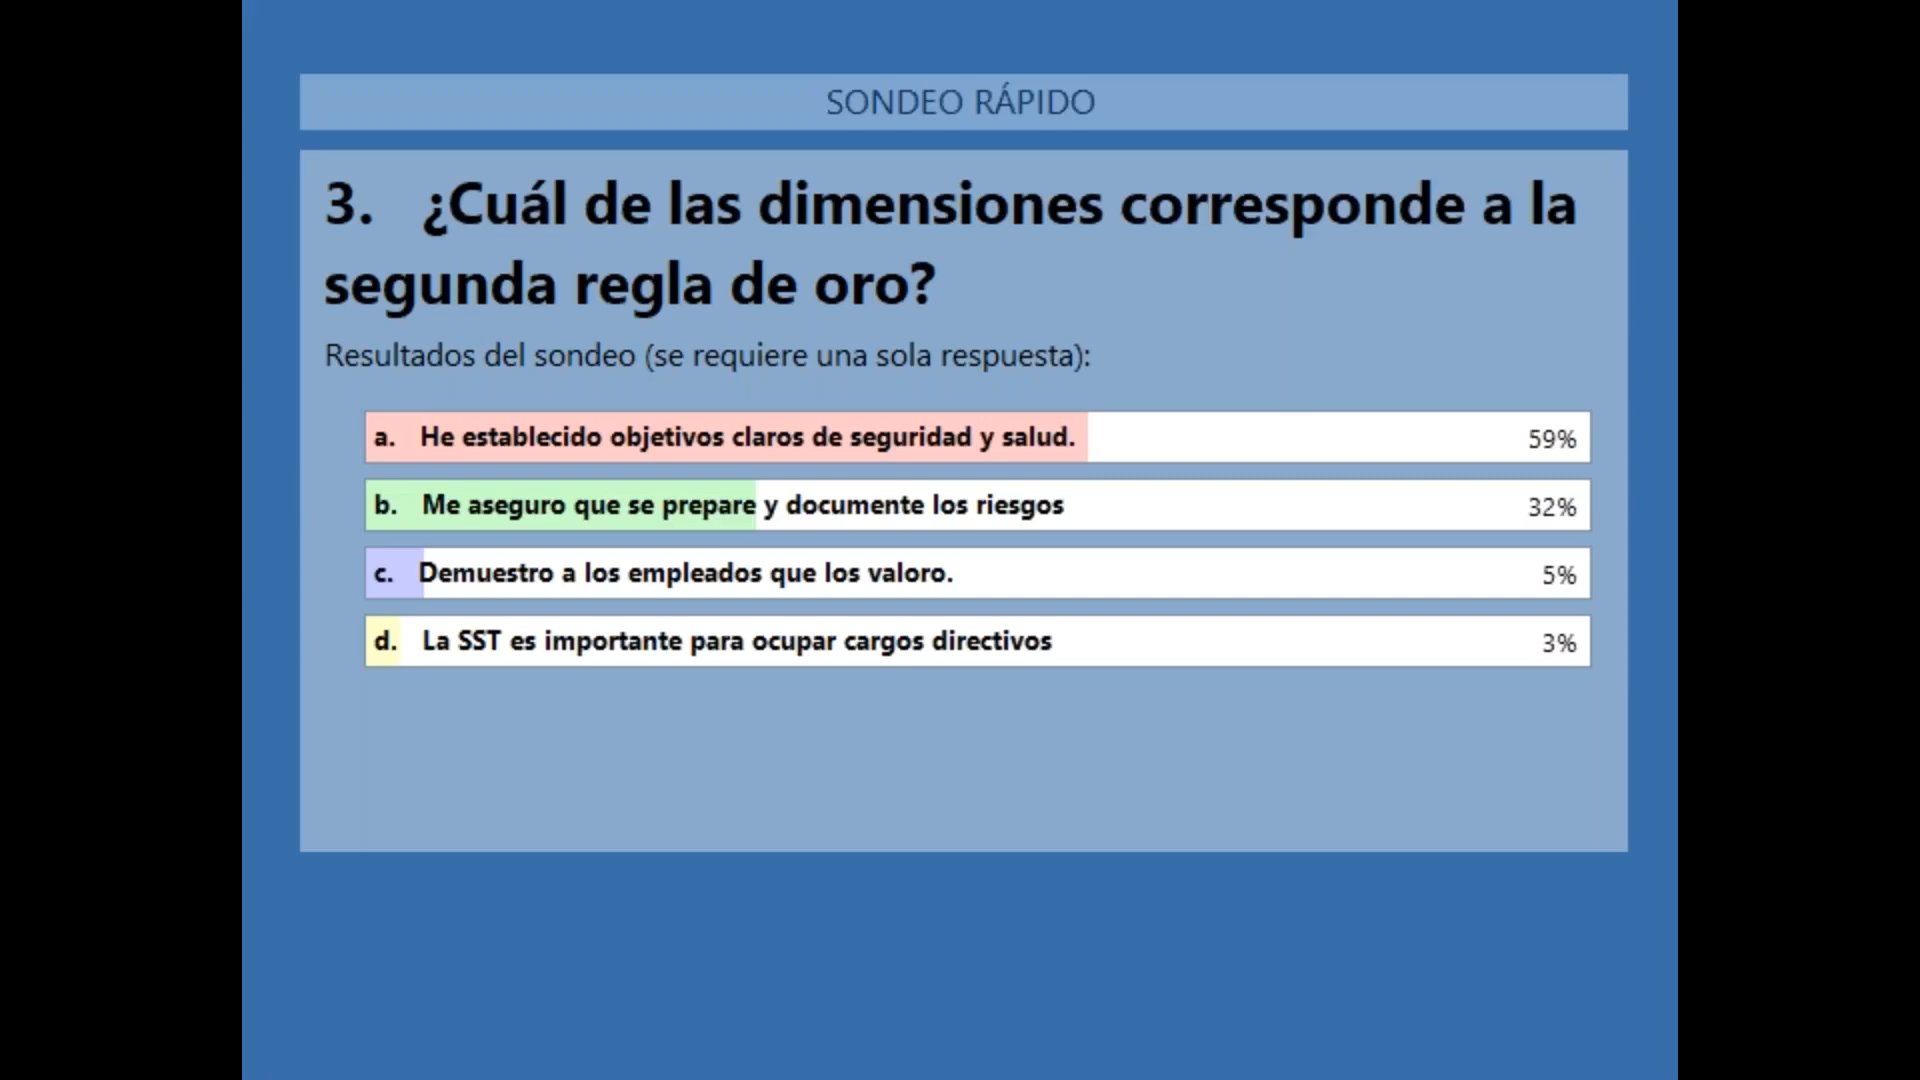 SONDEO RÁPIDO
3. ¿Cuál de las dimensiones corresponde a la
segunda regla de oro?
Resultados del sondeo (se requiere una sola respuesta):
a. He establecido objetivos claros de seguridad y salud. 59%
b. Me aseguro que se prepare y documente los riesgos 32%
c. Demuestro a los empleados que los valoro. 5%
d. La SST es importante para ocupar cargos directivos 3%